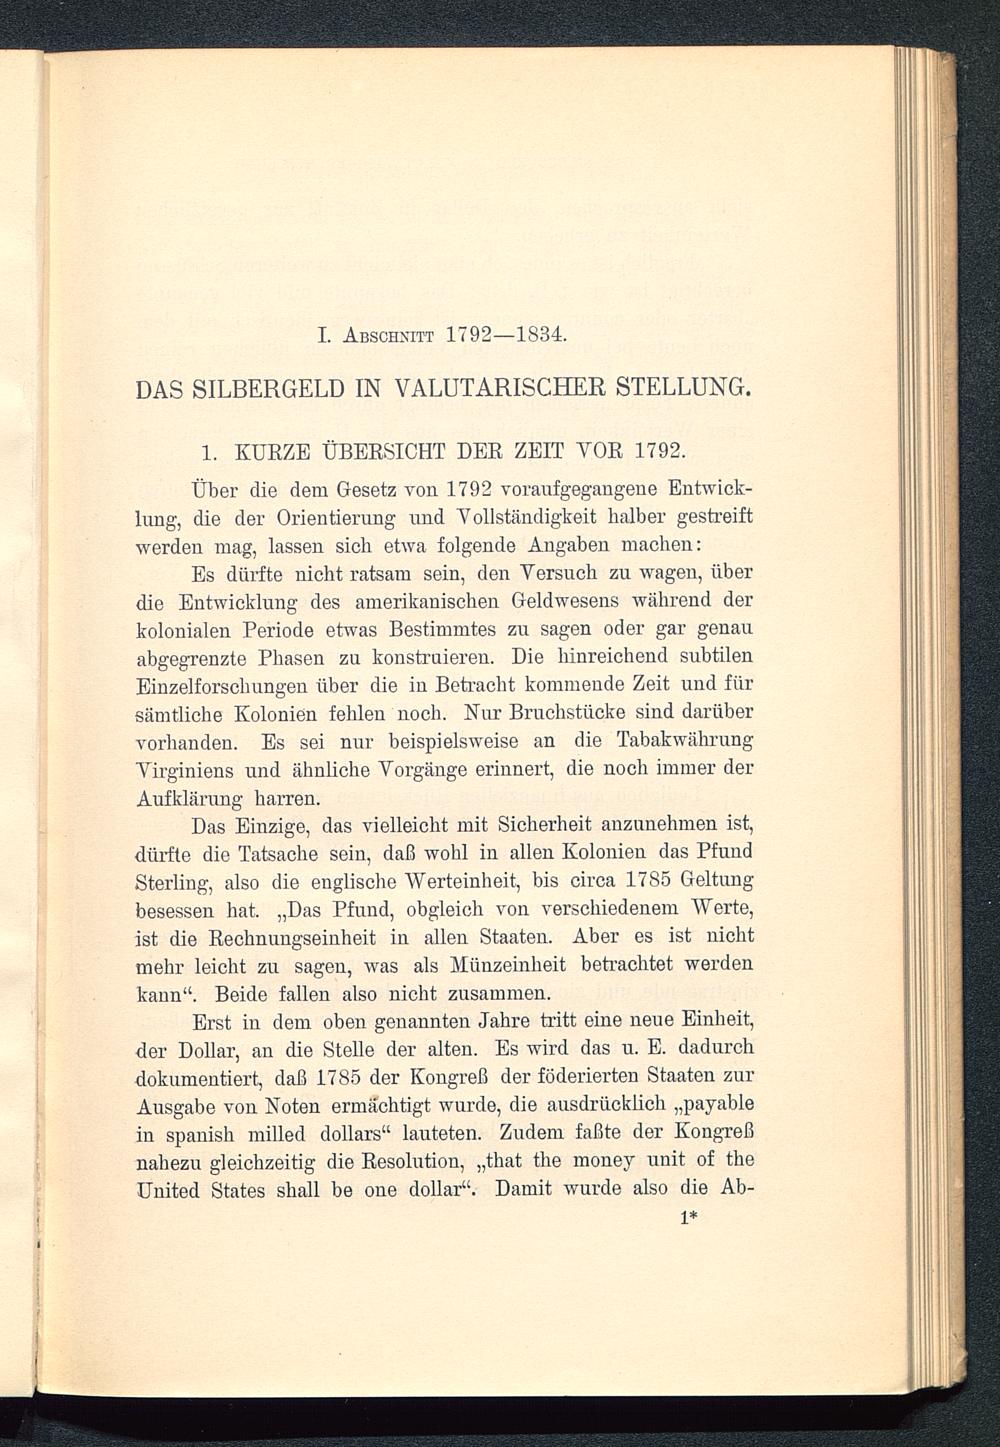 I. Abschnitt 1792—1834.
DAS SILBERGELD IN VALUTARISCHER STELLUNG.
1. KURZE ÜBERSICHT DER ZEIT VOR 1792.
Über die dem Gesetz von 1792 voraufgegangene Entwick-
lung, die der Orientierung und Vollständigkeit halber gestreift
werden mag, lassen sich etwa folgende Angaben machen:
Es dürfte nicht ratsam sein, den Versuch zu wagen, über
die Entwicklung des amerikanischen Geldwesens während der
kolonialen Periode etwas Bestimmtes zu sagen oder gar genau
abgegrenzte Phasen zu konstruieren. Die hinreichend subtilen
Einzelforschungen über die in Betracht kommende Zeit und für
sämtliche Kolonien fehlen noch. Nur Bruchstücke sind darüber
vorhanden. Es sei nur beispielsweise an die Tabakwährung
Virginiens und ähnliche Vorgänge erinnert, die noch immer der
Aufklärung harren.
Das Einzige, das vielleicht mit Sicherheit anzunehmen ist,
dürfte die Tatsache sein, daß wohl in allen Kolonien das Pfund
Sterling, also die englische Werteinheit, bis circa 1785 Geltung
besessen hat. „Das Pfund, obgleich von verschiedenem Werte,
ist die Rechnungseinheit in allen Staaten. Aber es ist nicht
mehr leicht zu sagen, was als Münzeinheit betrachtet werden
kann“. Beide fallen also nicht zusammen.
Erst in dem oben genannten Jahre tritt eine neue Einheit,
der Dollar, an die Stelle der alten. Es wird das u. E. dadurch
dokumentiert, daß 1785 der Kongreß der föderierten Staaten zur
Ausgabe von Noten ermächtigt wurde, die ausdrücklich „payable
in spanish milled dollars“ lauteten. Zudem faßte der Kongreß
nahezu gleichzeitig die Resolution, „that the money unit of the
United States shall be one dollar“. Damit wurde also die Ab-
1*